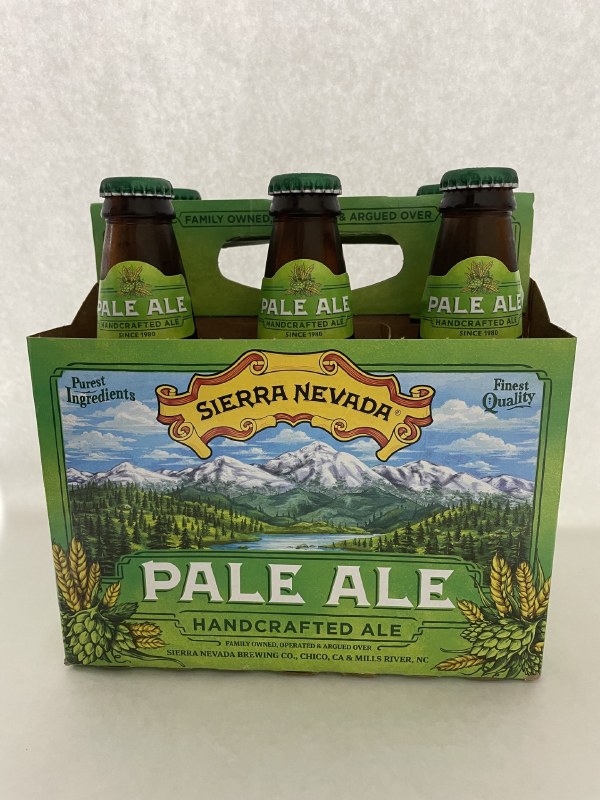 FAMILY OWNED, & ARGUED OVER
PALE ALE
HANDCRAFTED ALE
SINCE 1980
PALE ALE
HANDCRAFTED ALE
SINCE 1980
PALE ALE
HANDCRAFTED ALE
SINCE 1980
Purest
Ingredients
SIERRA NEVADA®
Finest
Quality
PALE ALE
HANDCRAFTED ALE
FAMILY OWNED, OPERATED & ARGUED OVER
SIERRA NEVADA BREWING CO., CHICO, CA & MILLS RIVER, NC